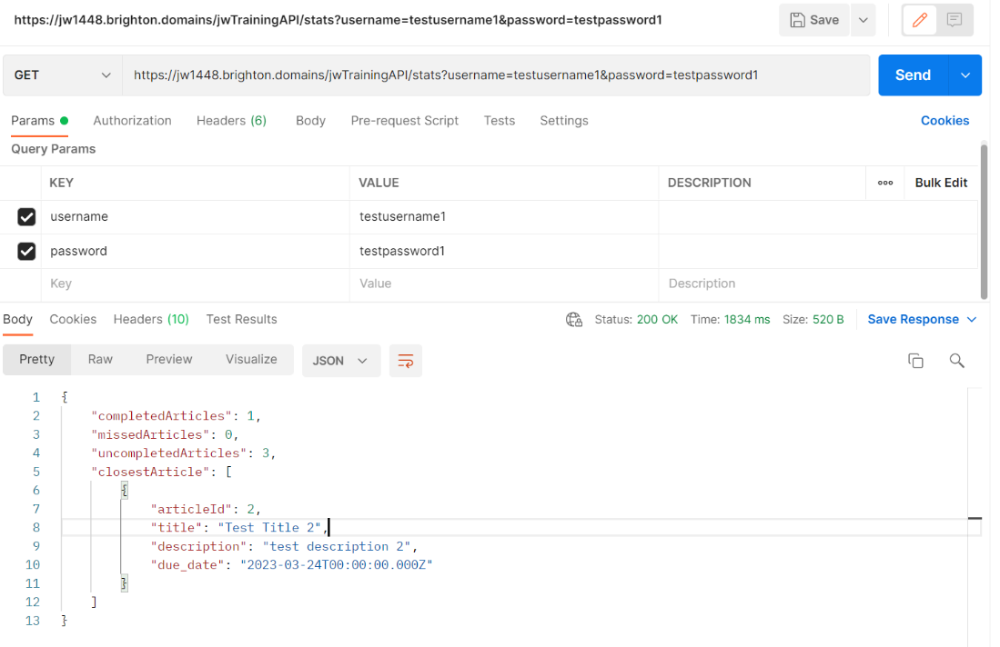 https://jw1448.brighton.domains/jwTrainingAPI/stats?username=testusername1&password=testpassword1
Save
GET
https://jw1448.brighton.domains/jwTrainingAPI/stats?username=testusername1&password=testpassword1
Send
Params
Authorization
Headers (6)
Body
Pre-request Script
Tests
Settings
Cookies
Query Params
KEY VALUE DESCRIPTION
Bulk Edit
username testusername1
password testpassword1
Key Value Description
Body
Cookies
Headers (10)
Test Results
Status: 200 OK
Time: 1834 ms
Size: 520 B
Save Response
Pretty
Raw
Preview
Visualize
JSON
1 {
2 "completedArticles": 1,
3 "missedArticles": 0,
4 "uncompletedArticles": 3,
5 "closestArticle": [
6 {
7 "articleId": 2,
8 "title": "Test Title 2",
9 "description": "test description 2",
10 "due_date": "2023-03-24T00:00:00.000Z"
11 }
12 ]
13 }